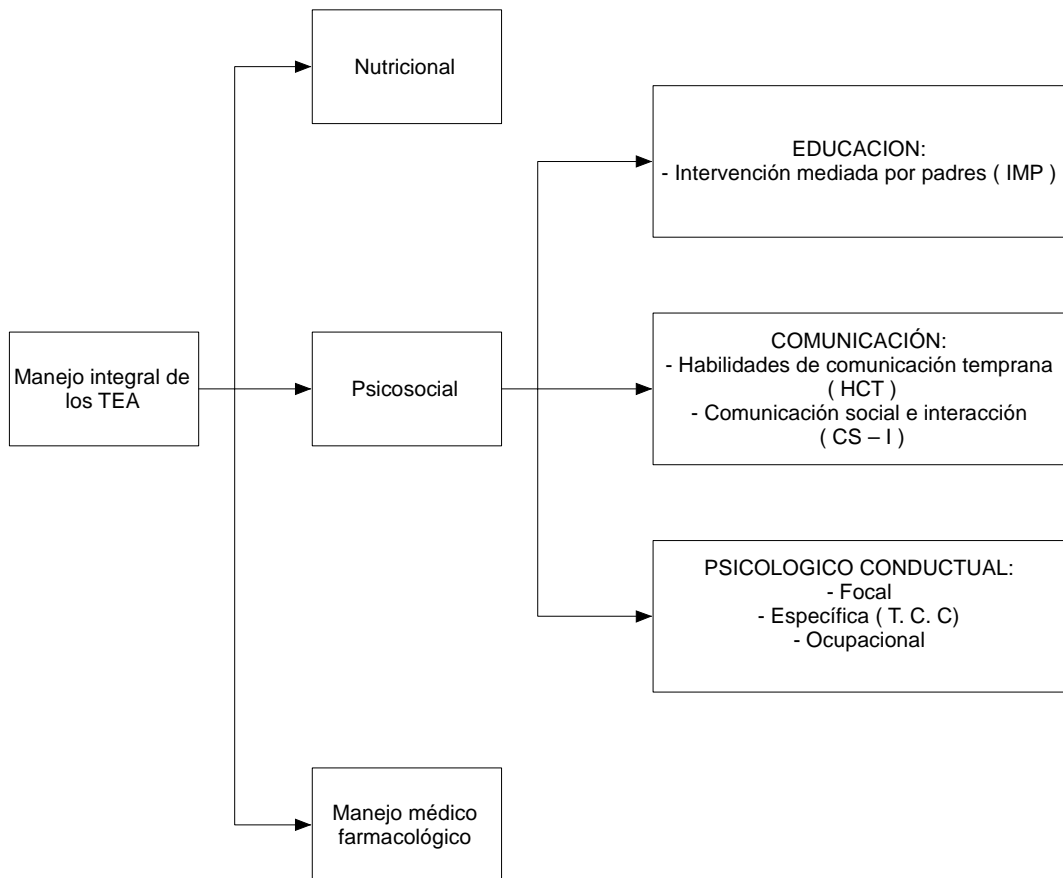 Nutricional
EDUCACION:
- Intervención mediada por padres ( IMP )
Manejo integral de
los TEA
Psicosocial
COMUNICACIÓN:
- Habilidades de comunicación temprana
( HCT )
- Comunicación social e interacción
( CS – I )
PSICOLOGICO CONDUCTUAL:
- Focal
- Específica ( T. C. C)
- Ocupacional
Manejo médico
farmacológico